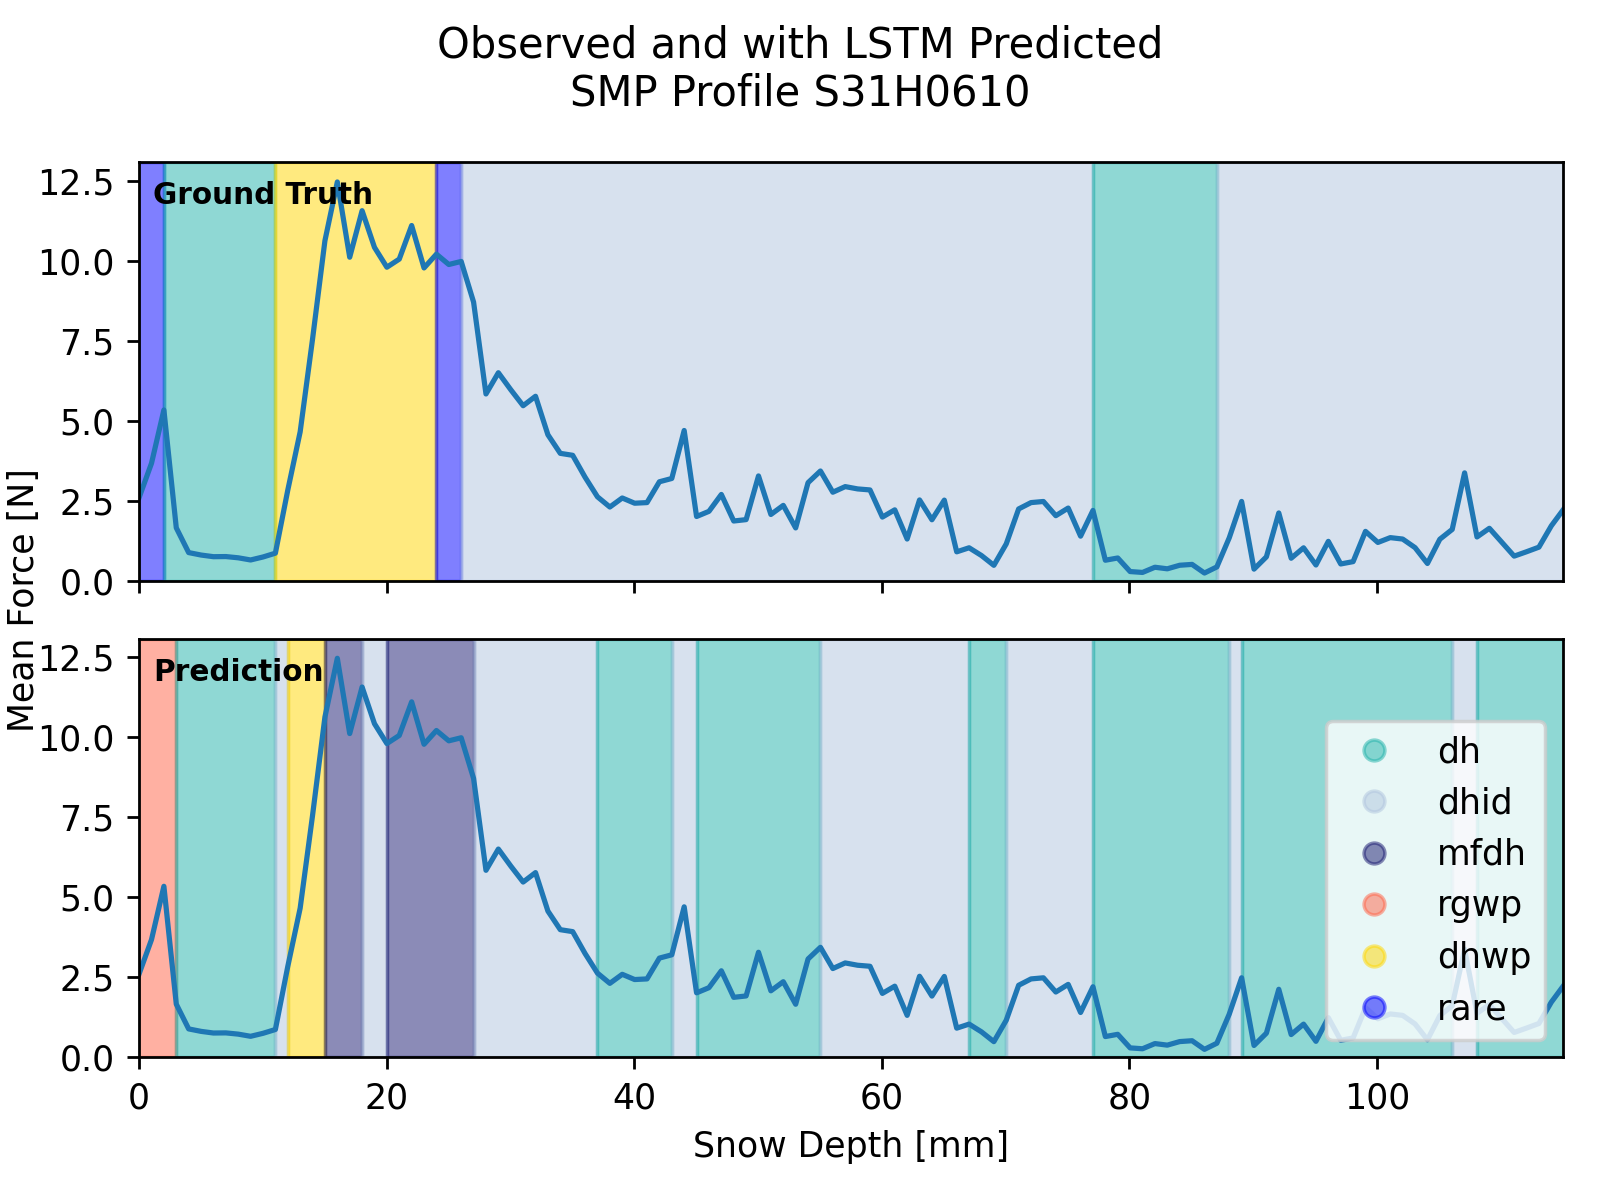 Observed and with LSTM Predicted
SMP Profile S31H0610
Mean Force [N]
12.5
10.0
7.5
5.0
2.5
0.0
Ground Truth
12.5
10.0
7.5
5.0
2.5
0.0
Prediction
dh
dhid
mfdh
rgwp
dhwp
rare
0 20 40 60 80 100
Snow Depth [mm]